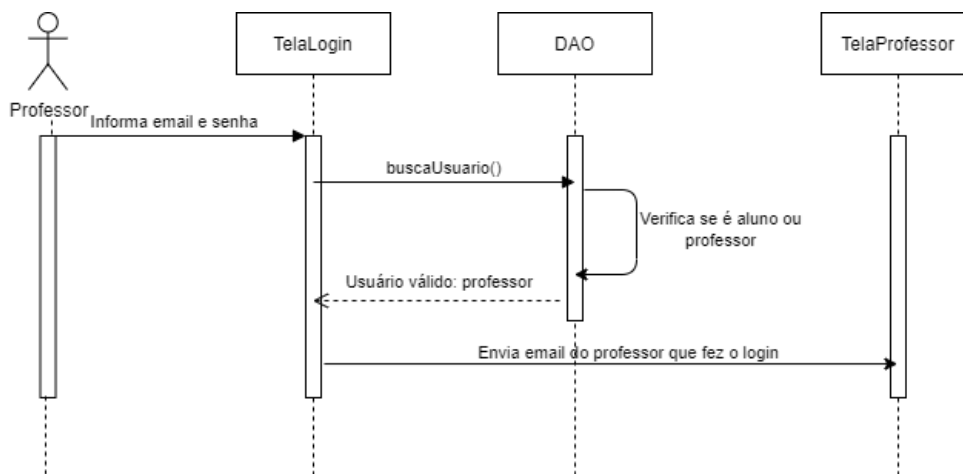 TelaLogin
DAO
TelaProfessor
Professor
Informa email e senha
buscaUsuario()
Verifica se é aluno ou
professor
Usuário válido: professor
Envia email do professor que fez o login